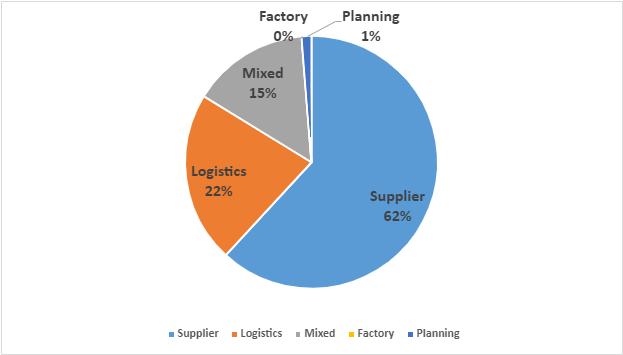 Factory
0%
Planning
1%
Mixed
15%
Logistics
22%
Supplier
62%
Supplier Logistics Mixed Factory Planning